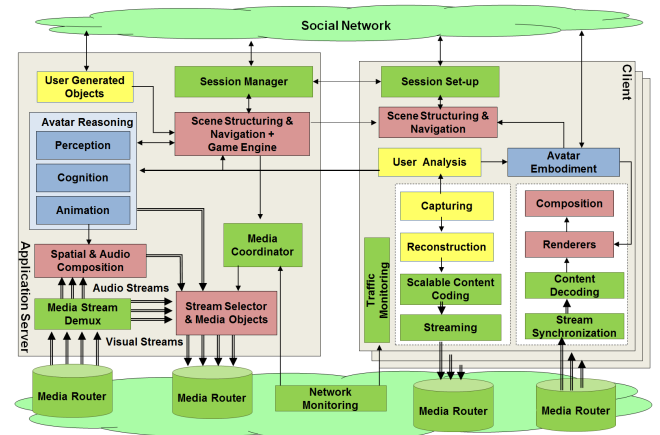 Social Network
User Generated
Objects
Session Manager
Session Set-up
Client
Avatar Reasoning
Perception
Cognition
Animation
Scene Structuring &
Navigation +
Game Engine
Scene Structuring &
Navigation
User Analysis
Avatar
Embodiment
Capturing
Composition
Application Server
Spatial & Audio
Composition
Media
Coordinator
Traffic
Monitoring
Reconstruction
Renderers
Audio Streams
Scalable Content
Coding
Content
Decoding
Media Stream
Demux
Stream Selector
& Media Objects
Streaming
Stream
Synchronization
Visual Streams
Media Router
Media Router
Network
Monitoring
Media Router
Media Router